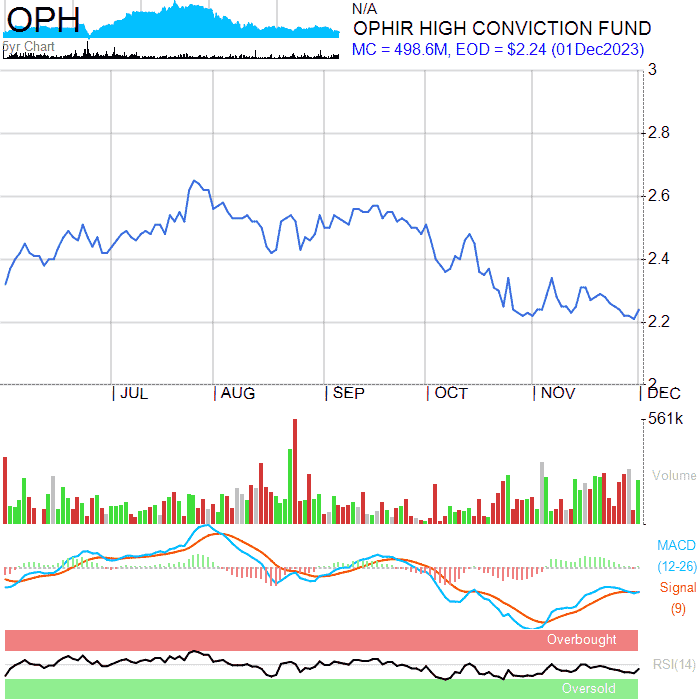 OPH
N/A
OPHIR HIGH CONVICTION FUND
5yr Chart
MC = 498.6M, EOD = $2.24 (01Dec2023)
3
2.8
2.6
2.4
2.2
2
| JUL | AUG | SEP | OCT | NOV | DEC
561k
Volume
MACD
(12-26)
Signal
(9)
Overbought
RSI(14)
Oversold